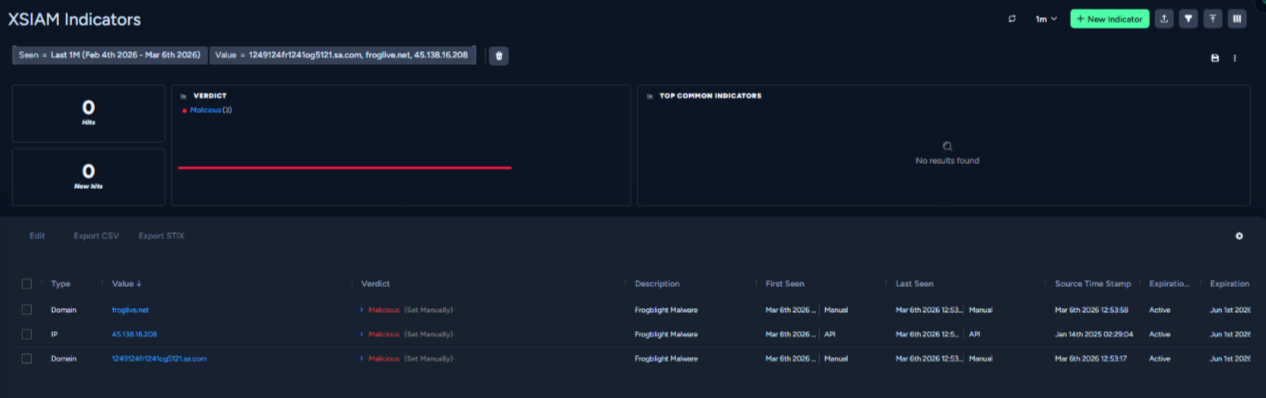 XSIAM Indicators
1m
+ New Indicator
Seen = Last 1M (Feb 4th 2026 - Mar 6th 2026) Value = 1249124fr1241og5121.sa.com, froglive.net, 45.138.16.208
0
Hits
0
New hits
VERDICT
Malicious (3)
TOP COMMON INDICATORS
No results found
Edit Export CSV Export STIX
Type Value ↓ Verdict Description First Seen Last Seen Source Time Stamp Expiratio... Expiration
Domain froglive.net Malicious (Set Manually) Frogblight Malware Mar 6th 2026 ... Manual Mar 6th 2026 12:53... Manual Mar 6th 2026 12:53:58 Active Jun 1st 2026
IP 45.138.16.208 Malicious (Set Manually) Frogblight Malware Mar 6th 2026 ... API Mar 6th 2026 12:5... API Jan 14th 2025 02:29:04 Active Jun 1st 2026
Domain 1249124fr1241og5121.sa.com Malicious (Set Manually) Frogblight Malware Mar 6th 2026 ... Manual Mar 6th 2026 12:53... Manual Mar 6th 2026 12:53:17 Active Jun 1st 2026